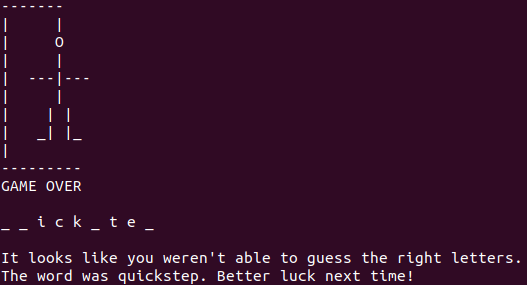 GAME OVER
_ _ i c k _ t e _
It looks like you weren't able to guess the right letters.
The word was quickstep. Better luck next time!